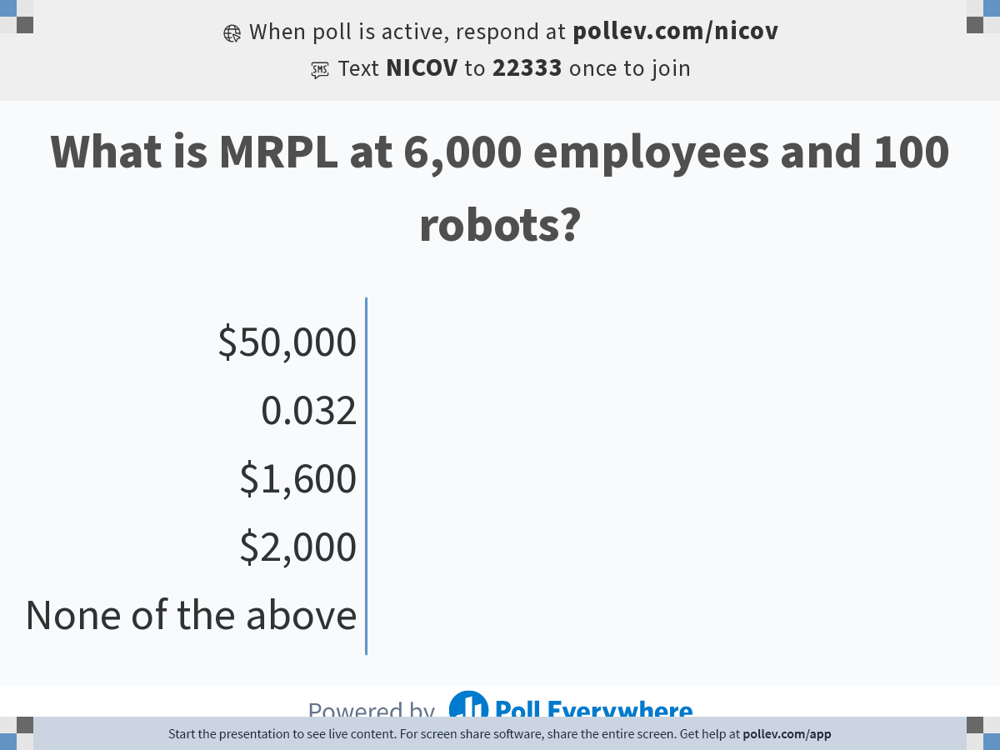 When poll is active, respond at pollev.com/nicov
SMS Text NICOV to 22333 once to join
What is MRPL at 6,000 employees and 100
robots?
$50,000
0.032
$1,600
$2,000
None of the above
Powered by Poll Everywhere
Start the presentation to see live content. For screen share software, share the entire screen. Get help at pollev.com/app